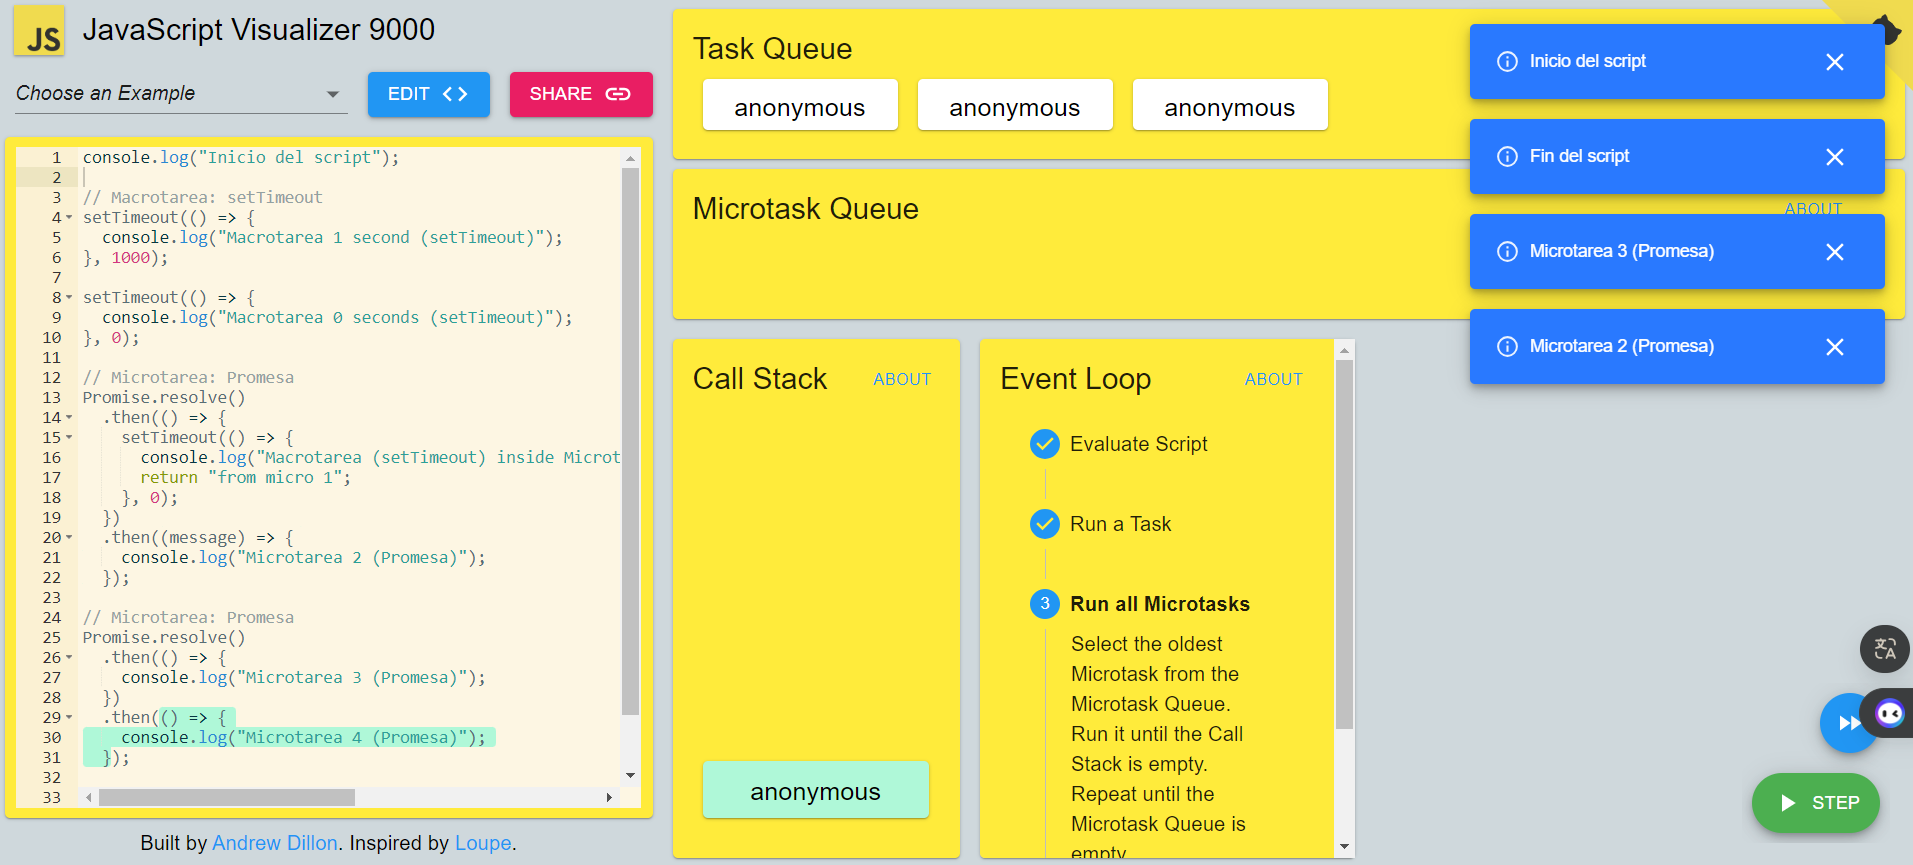 JS
JavaScript Visualizer 9000
Choose an Example
EDIT
SHARE
1 console.log("Inicio del script");
2
3 // Macrotarea: setTimeout
4 setTimeout(() => {
5 console.log("Macrotarea 1 second (setTimeout)");
6 }, 1000);
7
8 setTimeout(() => {
9 console.log("Macrotarea 0 seconds (setTimeout)");
10 }, 0);
11
12 // Microtarea: Promesa
13 Promise.resolve()
14 .then(() => {
15 setTimeout(() => {
16 console.log("Macrotarea (setTimeout) inside Microt
17 return "from micro 1";
18 }, 0);
19 })
20 .then((message) => {
21 console.log("Microtarea 2 (Promesa)");
22 });
23
24 // Microtarea: Promesa
25 Promise.resolve()
26 .then(() => {
27 console.log("Microtarea 3 (Promesa)");
28 })
29 .then(() => {
30 console.log("Microtarea 4 (Promesa)");
31 });
32
33
Built by Andrew Dillon. Inspired by Loupe.
Task Queue
anonymous
anonymous
anonymous
Microtask Queue
ABOUT
Call Stack
ABOUT
anonymous
Event Loop
ABOUT
Evaluate Script
Run a Task
3 Run all Microtasks
Select the oldest
Microtask from the
Microtask Queue.
Run it until the Call
Stack is empty.
Repeat until the
Microtask Queue is
empty
Inicio del script
Fin del script
Microtarea 3 (Promesa)
Microtarea 2 (Promesa)
STEP